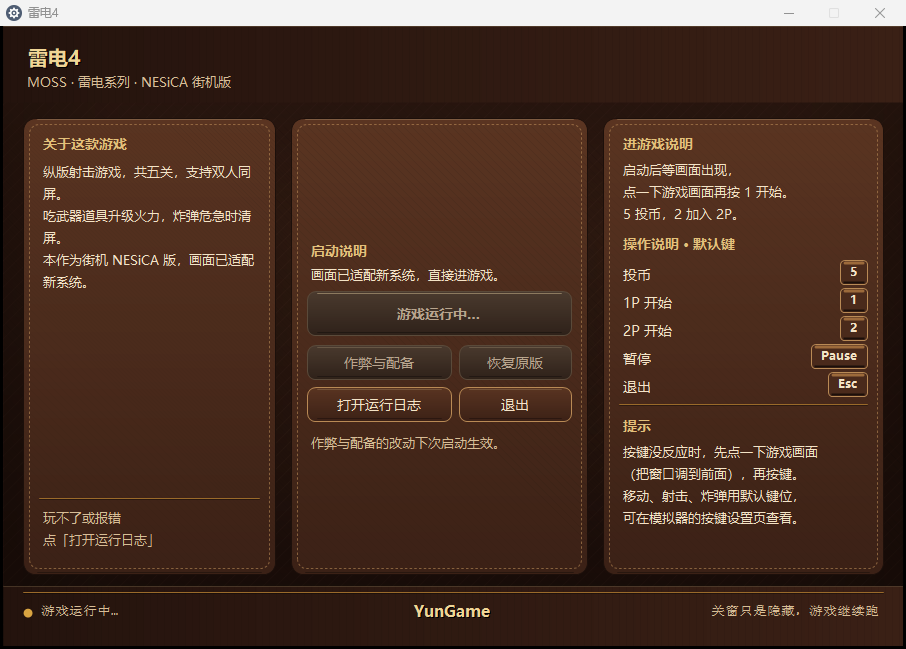 雷电4
雷电4
MOSS · 雷电系列 · NESiCA 街机版
关于这款游戏
纵版射击游戏，共五关，支持双人同
屏。
吃武器道具升级火力，炸弹危急时清
屏。
本作为街机 NESiCA 版，画面已适配
新系统。
玩不了或报错
点「打开运行日志」
启动说明
画面已适配新系统，直接进游戏。
游戏运行中...
作弊与配备
恢复原版
打开运行日志
退出
作弊与配备的改动下次启动生效。
进游戏说明
启动后等画面出现，
点一下游戏画面再按 1 开始。
5 投币，2 加入 2P。
操作说明 • 默认键
投币 5
1P 开始 1
2P 开始 2
暂停 Pause
退出 Esc
提示
按键没反应时，先点一下游戏画面
（把窗口调到前面），再按键。
移动、射击、炸弹用默认键位，
可在模拟器的按键设置页查看。
游戏运行中…
YunGame
关窗只是隐藏，游戏继续跑